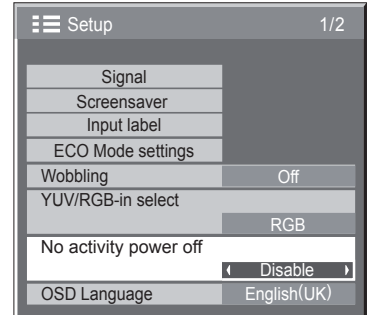 Setup 1/2
Signal
Screensaver
Input label
ECO Mode settings
Wobbling Off
YUV/RGB-in select
RGB
No activity power off
Disable
OSD Language English(UK)